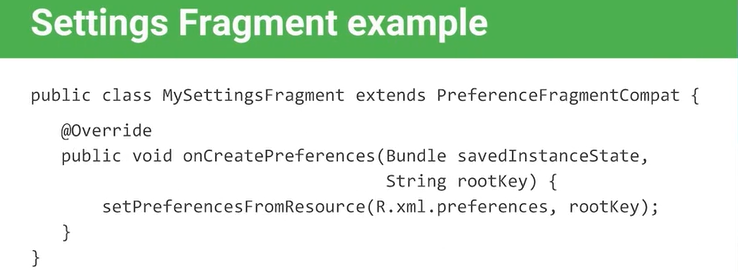 Settings Fragment example
public class MySettingsFragment extends PreferenceFragmentCompat {
@Override
public void onCreatePreferences(Bundle savedInstanceState,
String rootKey) {
setPreferencesFromResource(R.xml.preferences, rootKey);
}
}